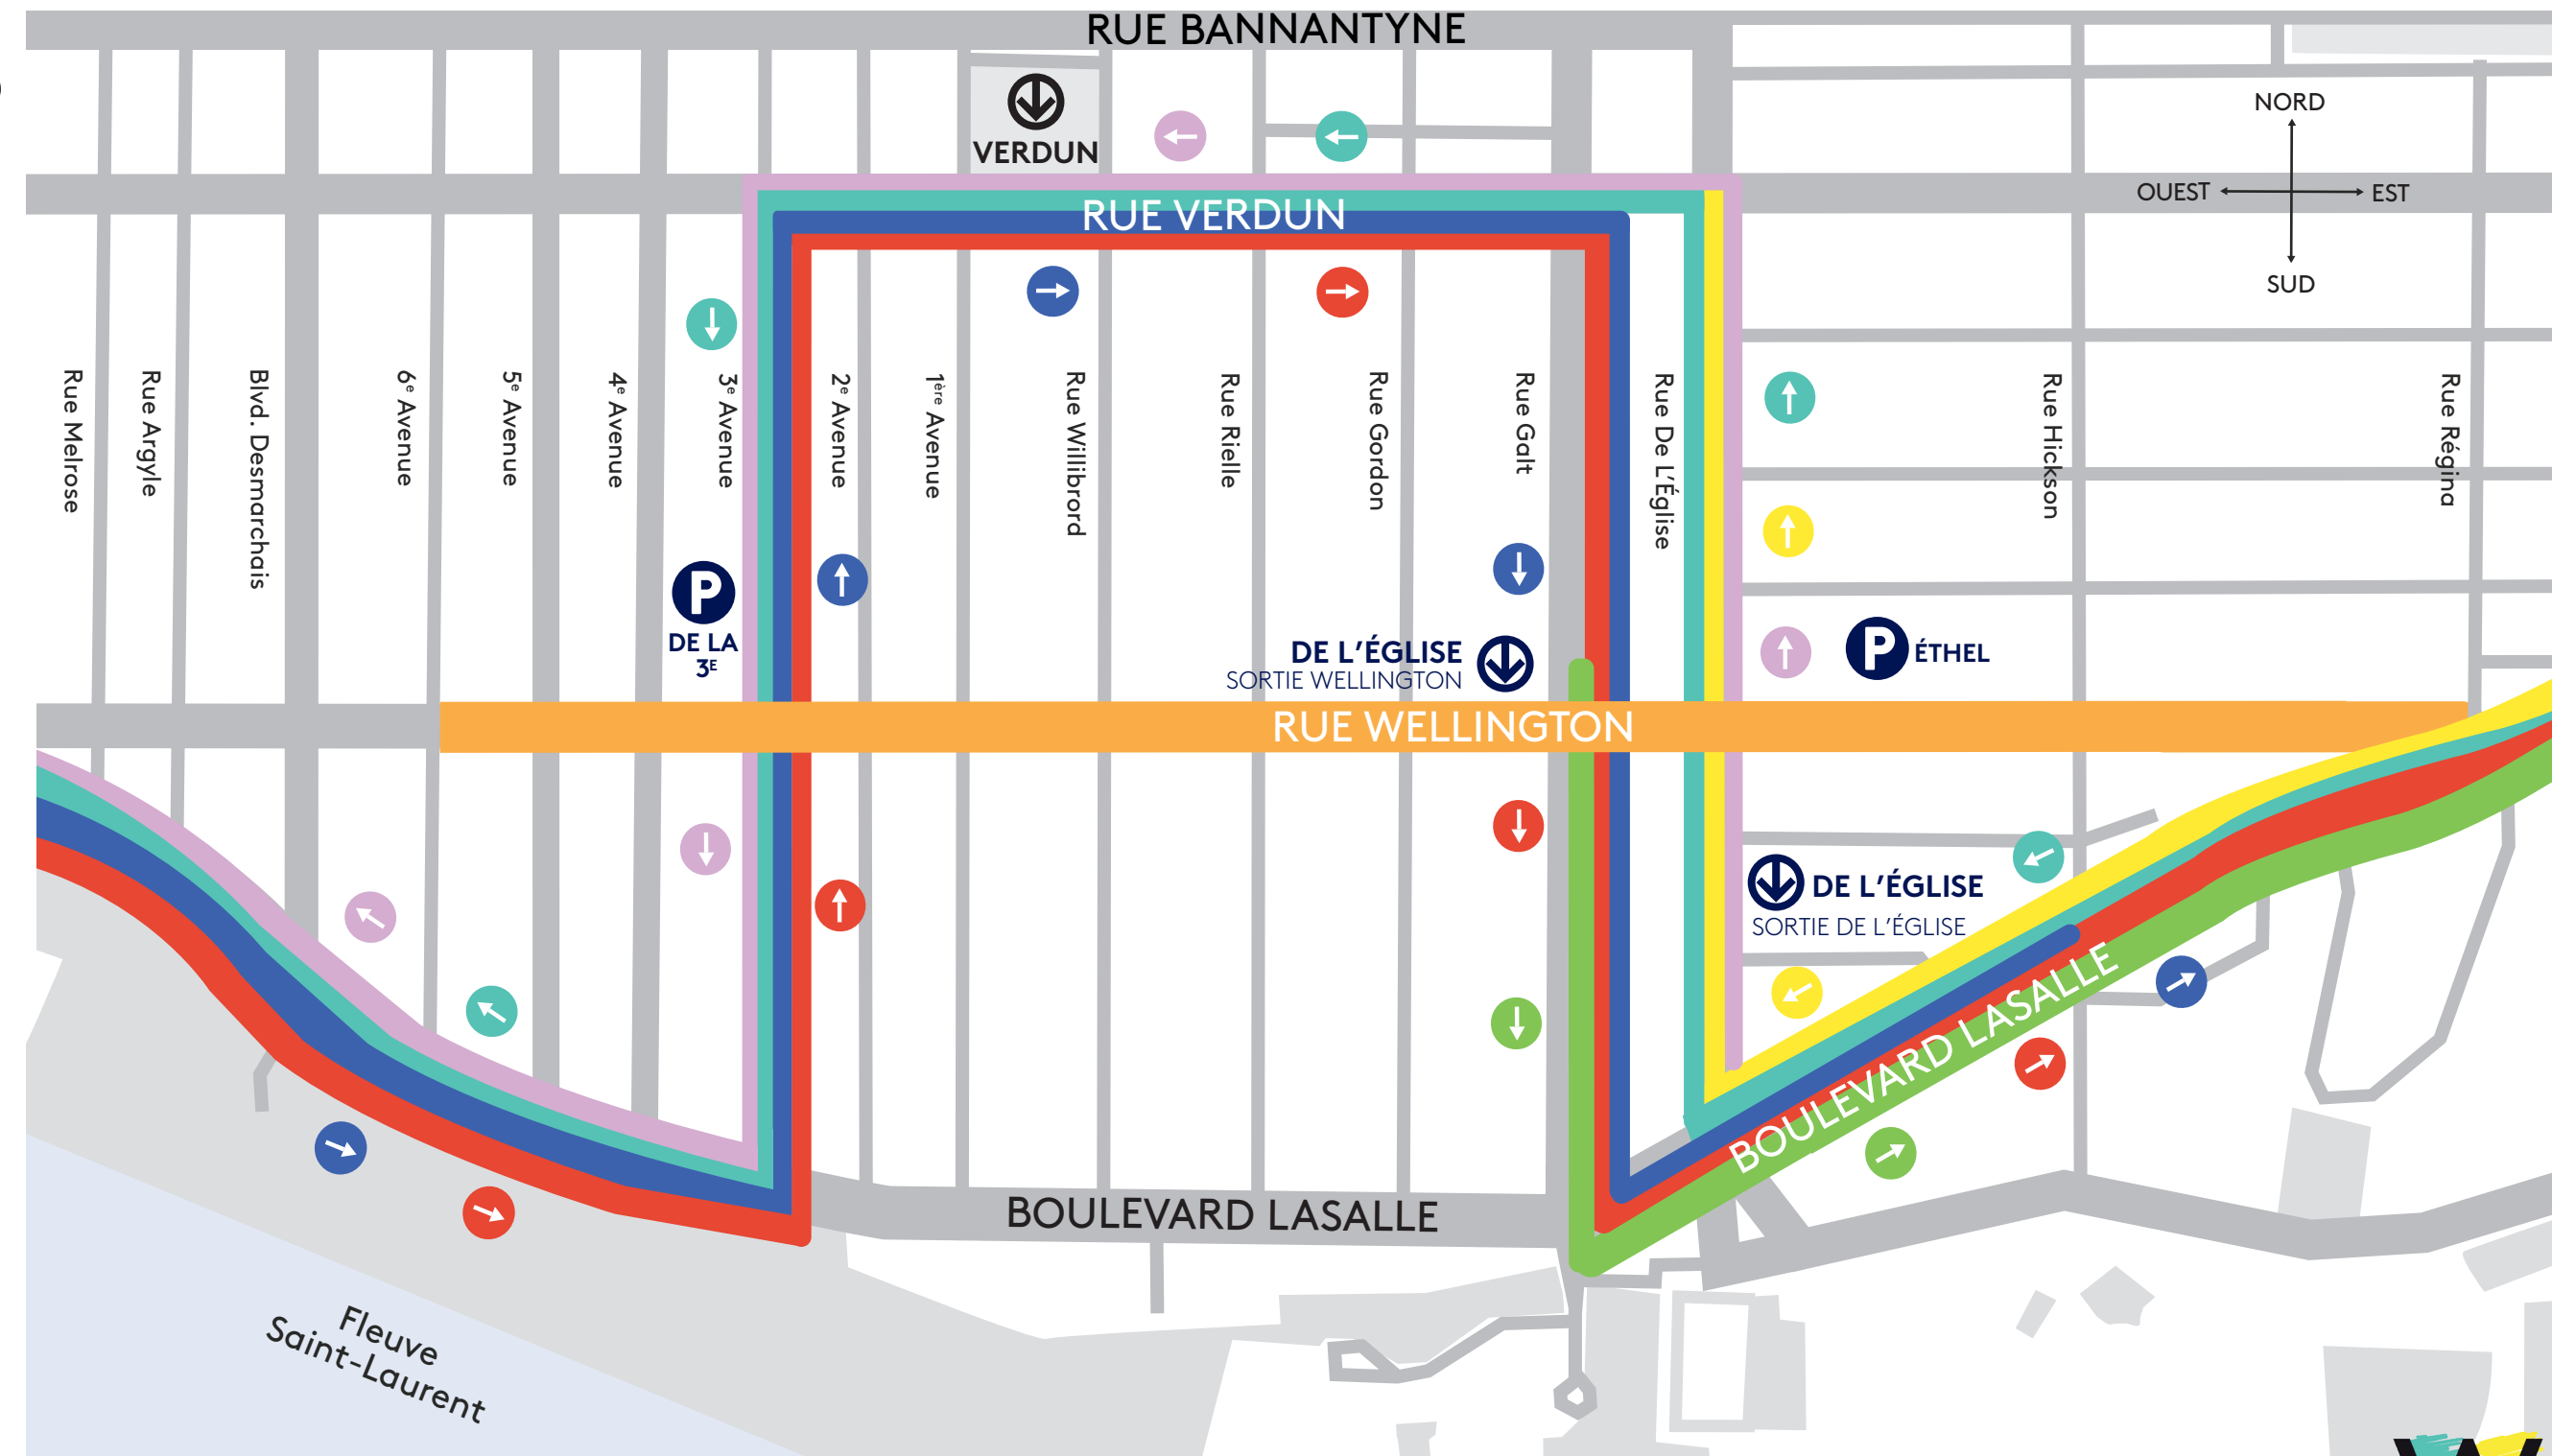 RUE BANNANTYNE
VERDUN
NORD
OUEST
EST
SUD
RUE VERDUN
Rue Melrose
Rue Argyle
Blvd. Desmarchais
6e Avenue
5e Avenue
4e Avenue
3e Avenue
2e Avenue
1ère Avenue
Rue Willibrord
Rue Rielle
Rue Gordon
Rue Galt
Rue De L'Église
Rue Hickson
Rue Régina
P
DE LA
3E
DE L'ÉGLISE
SORTIE WELLINGTON
P
ÉTHEL
RUE WELLINGTON
DE L'ÉGLISE
SORTIE DE L'ÉGLISE
BOULEVARD LASALLE
BOULEVARD LASALLE
Fleuve
Saint-Laurent